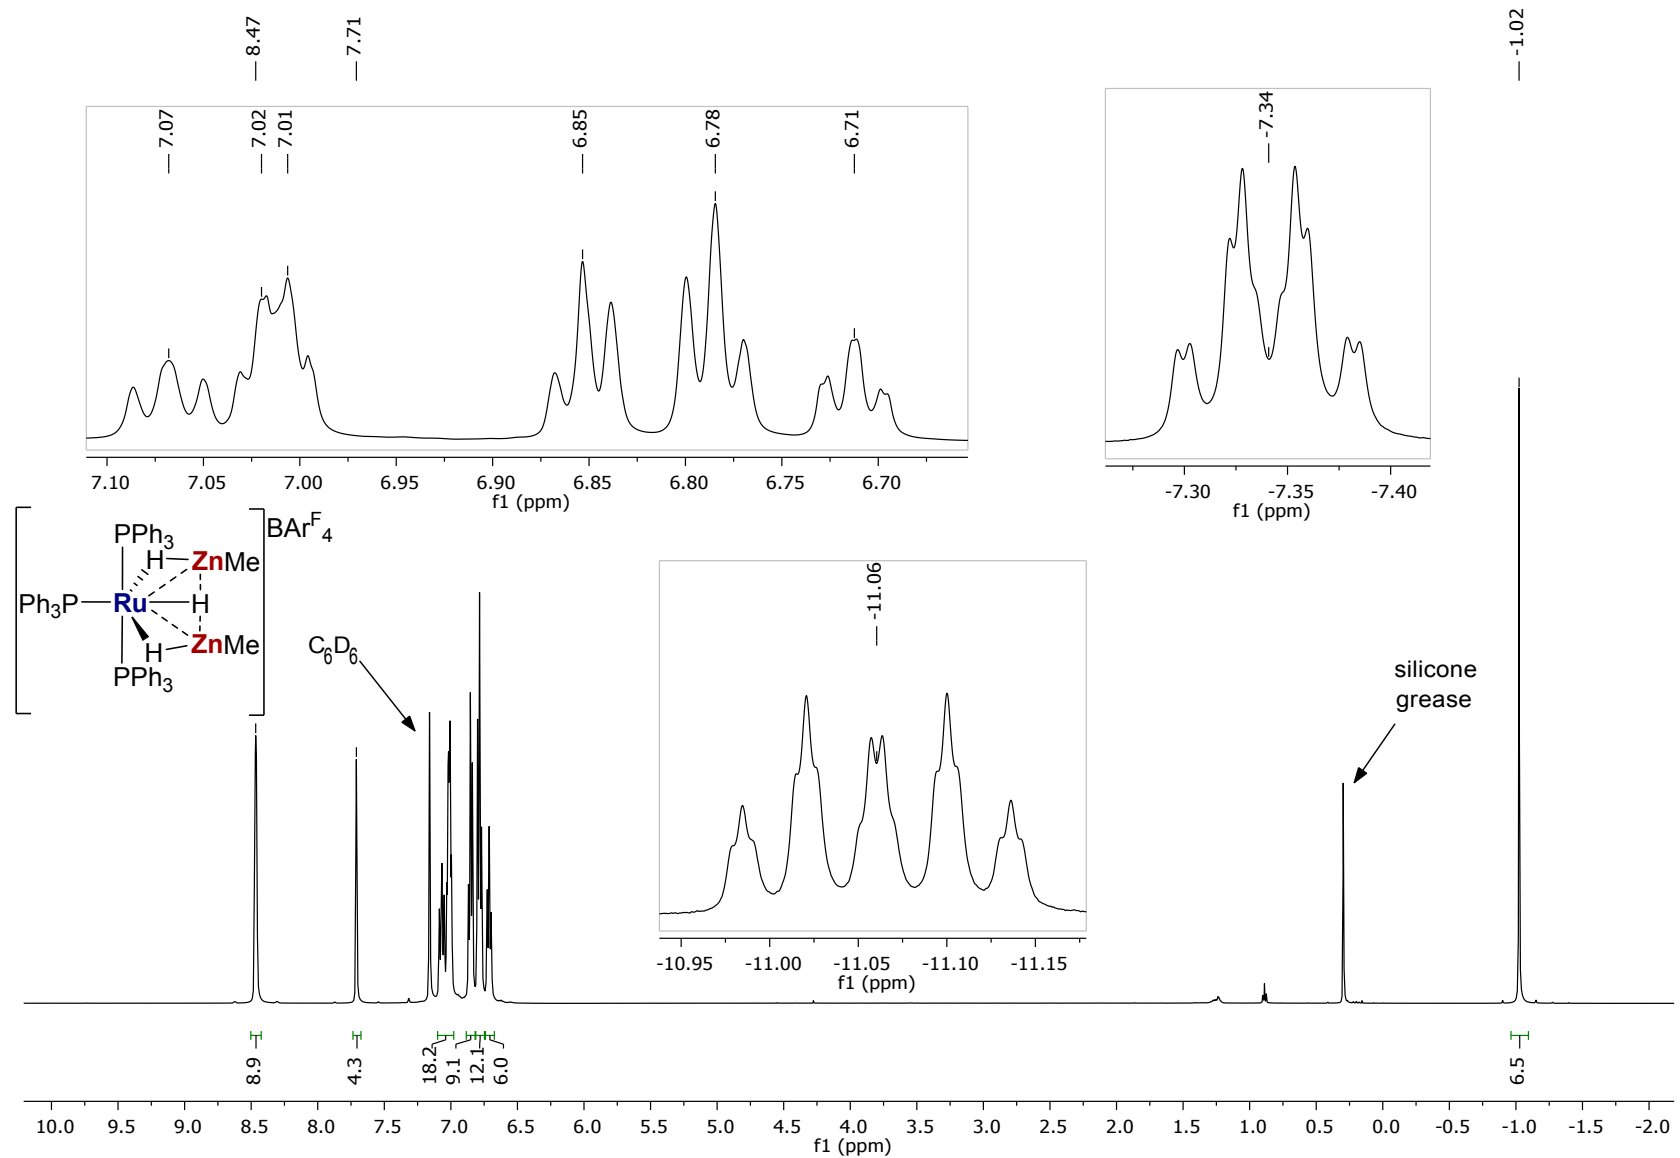 8.47
7.71
-1.02
7.07
7.02
7.01
6.85
6.78
6.71
7.10 7.05 7.00 6.95 6.90 6.85 6.80 6.75 6.70
f1 (ppm)
-7.34
-7.30 -7.35 -7.40
f1 (ppm)
BArF4
PPh3
H ZnMe
Ph3P Ru H
H ZnMe
PPh3
C6D6
-11.06
-10.95 -11.00 -11.05 -11.10 -11.15
f1 (ppm)
silicone
grease
8.9
4.3
18.2
9.1
12.1
6.0
6.5
10.0 9.5 9.0 8.5 8.0 7.5 7.0 6.5 6.0 5.5 5.0 4.5 4.0 3.5 3.0 2.5 2.0 1.5 1.0 0.5 0.0 -0.5 -1.0 -1.5 -2.0
f1 (ppm)